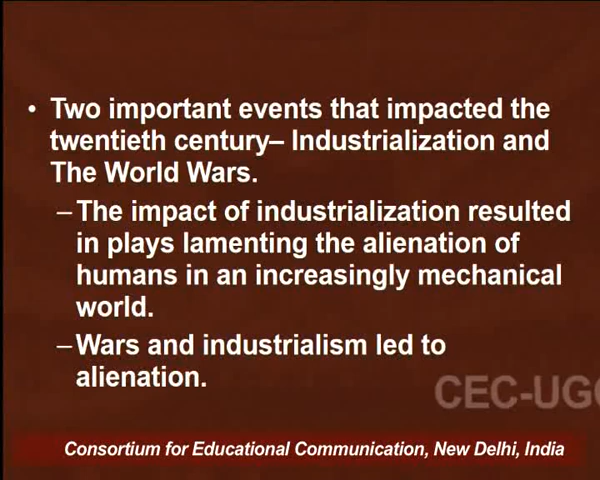 • Two important events that impacted the
twentieth century– Industrialization and
The World Wars.
–The impact of industrialization resulted
in plays lamenting the alienation of
humans in an increasingly mechanical
world.
–Wars and industrialism led to
alienation.
CEC-UGC
Consortium for Educational Communication, New Delhi, India